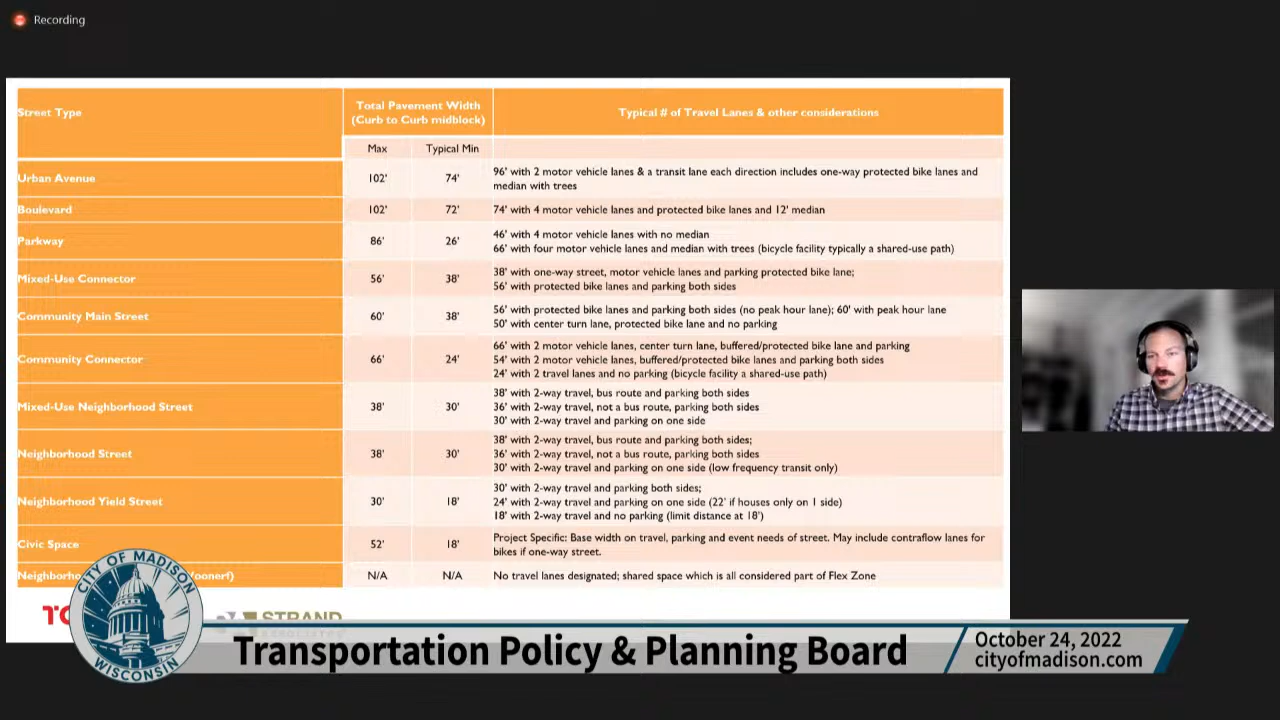 Recording
Street Type
Total Pavement Width
(Curb to Curb midblock)
Typical # of Travel Lanes & other considerations
Max
Typical Min
Urban Avenue
102'
74'
96' with 2 motor vehicle lanes & a transit lane each direction includes one-way protected bike lanes and
median with trees
Boulevard
102'
72'
74' with 4 motor vehicle lanes and protected bike lanes and 12' median
Parkway
86'
26'
46' with 4 motor vehicle lanes with no median
66' with four motor vehicle lanes and median with trees (bicycle facility typically a shared-use path)
Mixed-Use Connector
56'
38'
38' with one-way street, motor vehicle lanes and parking protected bike lane;
56' with protected bike lanes and parking both sides
Community Main Street
60'
38'
56' with protected bike lanes and parking both sides (no peak hour lane); 60' with peak hour lane
50' with center turn lane, protected bike lane and no parking
Community Connector
66'
24'
66' with 2 motor vehicle lanes, center turn lane, buffered/protected bike lane and parking
54' with 2 motor vehicle lanes, buffered/protected bike lanes and parking both sides
24' with 2 travel lanes and no parking (bicycle facility a shared-use path)
Mixed-Use Neighborhood Street
38'
30'
38' with 2-way travel, bus route and parking both sides
36' with 2-way travel, not a bus route, parking both sides
30' with 2-way travel and parking on one side
Neighborhood Street
38'
30'
38' with 2-way travel, bus route and parking both sides;
36' with 2-way travel, not a bus route, parking both sides
30' with 2-way travel and parking on one side (low frequency transit only)
Neighborhood Yield Street
30'
18'
30' with 2-way travel and parking both sides;
24' with 2-way travel and parking on one side (22' if houses only on 1 side)
18' with 2-way travel and no parking (limit distance at 18')
Civic Space
52'
18'
Project Specific: Base width on travel, parking and event needs of street. May include contraflow lanes for
bikes if one-way street.
N/A
N/A
No travel lanes designated; shared space which is all considered part of Flex Zone
STRAND
CITY OF MADISON
WISCONSIN
Transportation Policy & Planning Board
October 24, 2022
cityofmadison.com